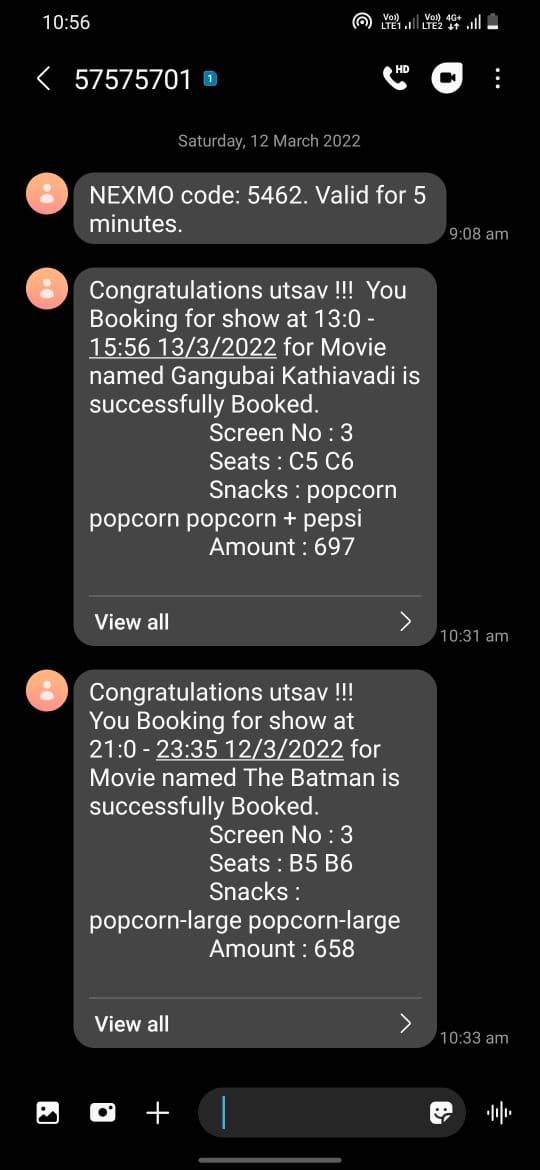 10:56
Vo)) LTE1 Vo)) LTE2 4G+
57575701 1
HD
Saturday, 12 March 2022
NEXMO code: 5462. Valid for 5
minutes.
9:08 am
Congratulations utsav !!!  You
Booking for show at 13:0 -
15:56 13/3/2022 for Movie
named Gangubai Kathiavadi is
successfully Booked.
Screen No : 3
Seats : C5 C6
Snacks : popcorn
popcorn popcorn + pepsi
Amount : 697
View all
10:31 am
Congratulations utsav !!!
You Booking for show at
21:0 - 23:35 12/3/2022 for
Movie named The Batman is
successfully Booked.
Screen No : 3
Seats : B5 B6
Snacks :
popcorn-large popcorn-large
Amount : 658
View all
10:33 am